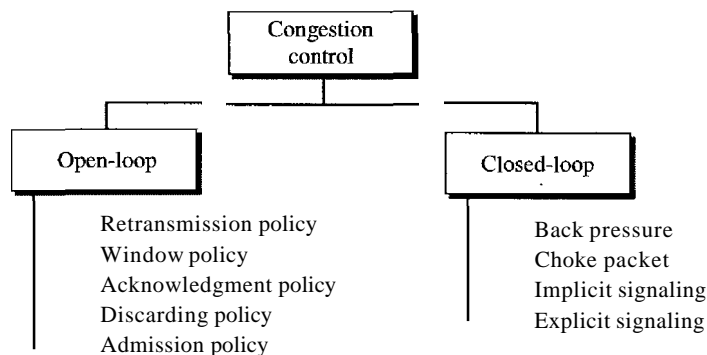 Congestion
control
Open-loop
Closed-loop
Retransmission policy
Window policy
Acknowledgment policy
Discarding policy
Admission policy
Back pressure
Choke packet
Implicit signaling
Explicit signaling